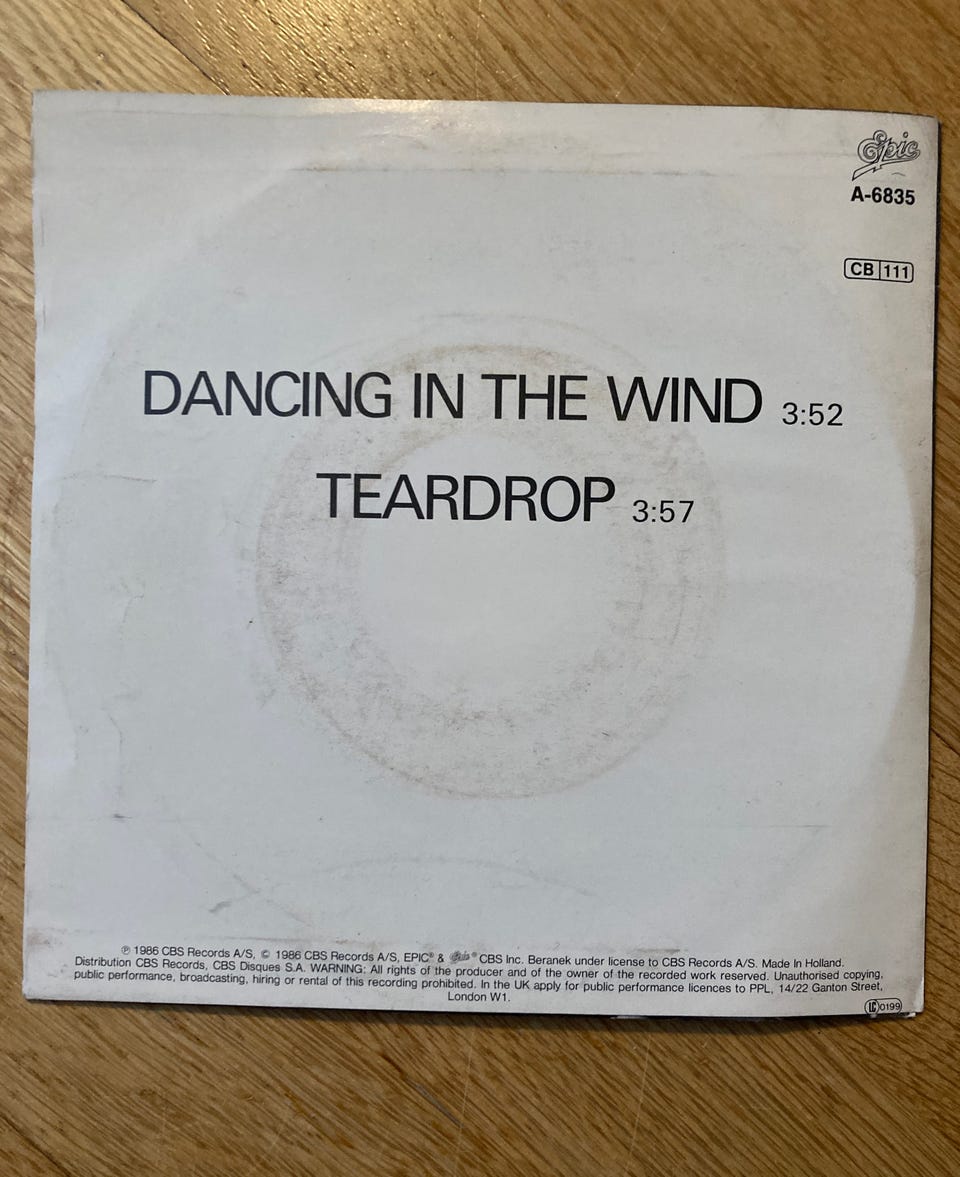 Epic
A-6835
CB 111
DANCING IN THE WIND 3:52
TEARDROP 3:57
℗ 1986 CBS Records A/S, © 1986 CBS Records A/S, EPIC® & Epic® CBS Inc. Beranek under license to CBS Records A/S. Made In Holland.
Distribution CBS Records, CBS Disques S.A. WARNING: All rights of the producer and of the owner of the recorded work reserved. Unauthorised copying,
public performance, broadcasting, hiring or rental of this recording prohibited. In the UK apply for public performance licences to PPL, 14/22 Ganton Street,
London W1.
LC 0199